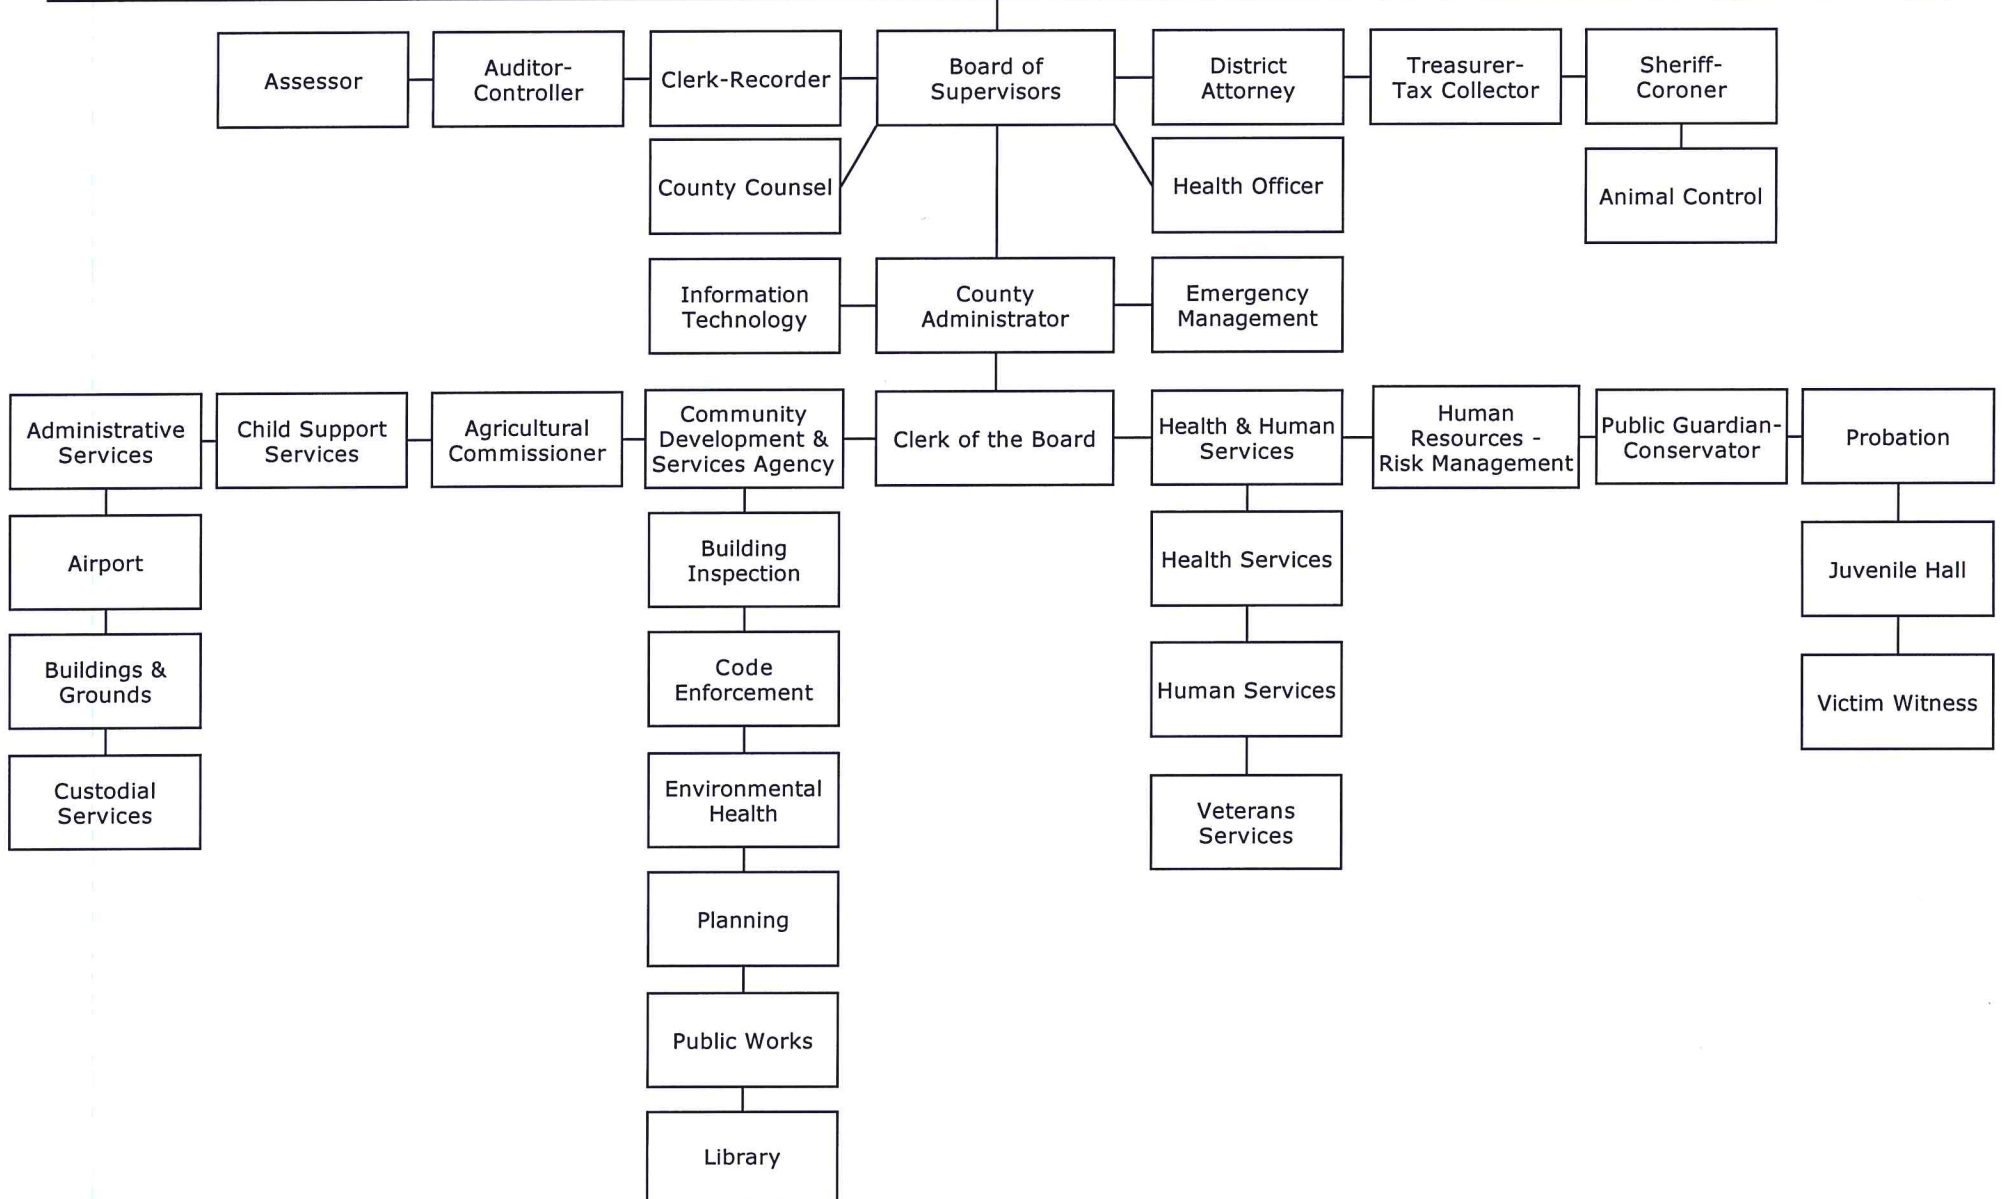 Assessor
Auditor-
Controller
Clerk-Recorder
Board of
Supervisors
District
Attorney
Treasurer-
Tax Collector
Sheriff-
Coroner
County Counsel
Health Officer
Animal Control
Information
Technology
County
Administrator
Emergency
Management
Administrative
Services
Child Support
Services
Agricultural
Commissioner
Community
Development &
Services Agency
Clerk of the Board
Health & Human
Services
Human
Resources -
Risk Management
Public Guardian-
Conservator
Probation
Airport
Building
Inspection
Health Services
Juvenile Hall
Buildings &
Grounds
Code
Enforcement
Human Services
Victim Witness
Custodial
Services
Environmental
Health
Veterans
Services
Planning
Public Works
Library